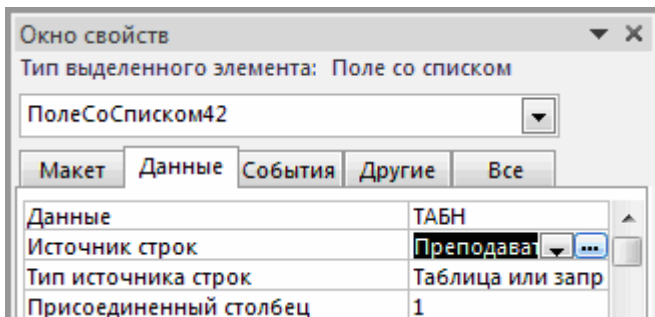 Окно свойств
Тип выделенного элемента: Поле со списком
ПолеСоСписком42
Макет Данные События Другие Все
Данные ТАБН
Источник строк Преподават
Тип источника строк Таблица или запр
Присоединенный столбец 1